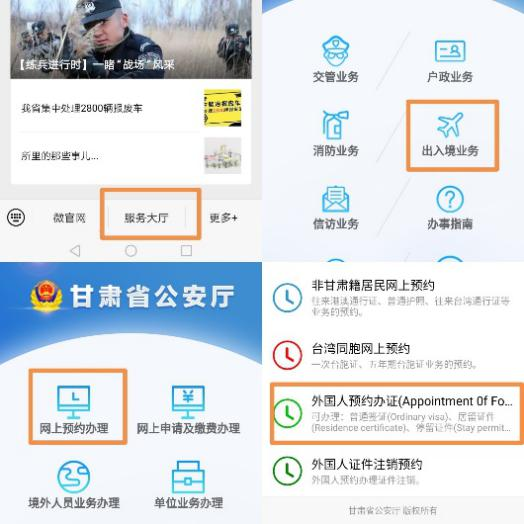 【练兵进行时】一睹“战场”风采
我省集中处理2800辆报废车
所里的那些事儿...
微官网
服务大厅
更多+
交管业务
户政业务
消防业务
出入境业务
信访业务
办事指南
甘肃省公安厅
网上预约办理
网上申请及缴费办理
境外人员业务办理
单位业务办理
非甘肃籍居民网上预约
往来港澳通行证、普通护照、往来台湾通行证等
业务的预约。
台湾同胞网上预约
一次台胞证、五年期台胞证业务的预约。
外国人预约办证(Appointment Of Fo...
可办理：普通签证(Ordinary visa)、居留证件
(Residence certificate)、停留证件(Stay permit...
外国人证件注销预约
外国人预约办理证件注销。
甘肃省公安厅 版权所有